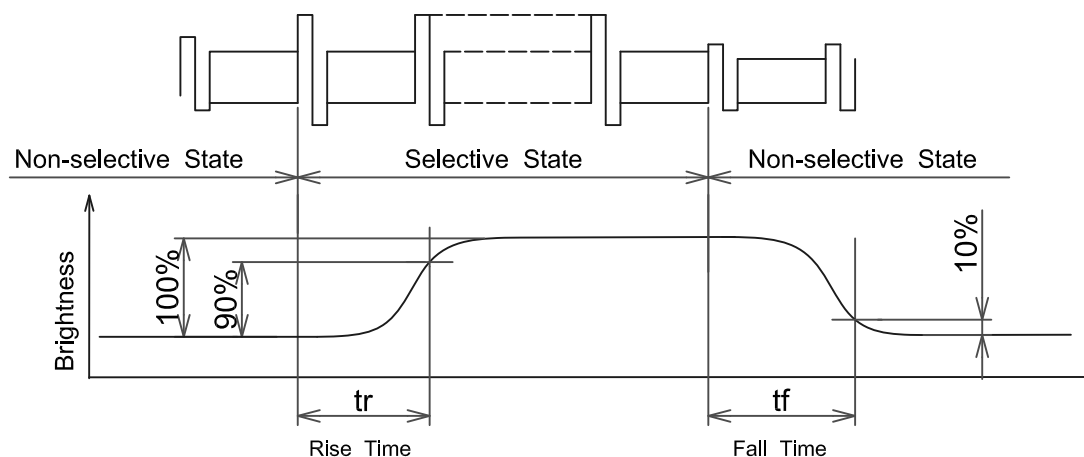 Non-selective State
Selective State
Non-selective State
Brightness
100%
90%
10%
tr
tf
Rise Time
Fall Time